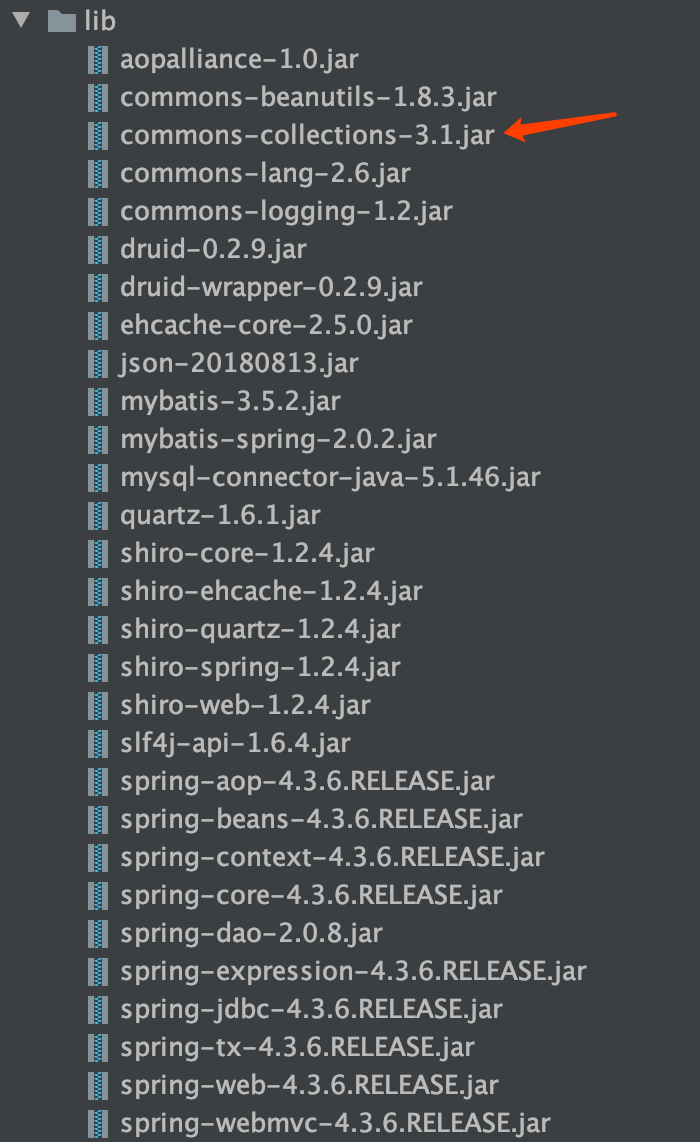 lib
aopalliance-1.0.jar
commons-beanutils-1.8.3.jar
commons-collections-3.1.jar
commons-lang-2.6.jar
commons-logging-1.2.jar
druid-0.2.9.jar
druid-wrapper-0.2.9.jar
ehcache-core-2.5.0.jar
json-20180813.jar
mybatis-3.5.2.jar
mybatis-spring-2.0.2.jar
mysql-connector-java-5.1.46.jar
quartz-1.6.1.jar
shiro-core-1.2.4.jar
shiro-ehcache-1.2.4.jar
shiro-quartz-1.2.4.jar
shiro-spring-1.2.4.jar
shiro-web-1.2.4.jar
slf4j-api-1.6.4.jar
spring-aop-4.3.6.RELEASE.jar
spring-beans-4.3.6.RELEASE.jar
spring-context-4.3.6.RELEASE.jar
spring-core-4.3.6.RELEASE.jar
spring-dao-2.0.8.jar
spring-expression-4.3.6.RELEASE.jar
spring-jdbc-4.3.6.RELEASE.jar
spring-tx-4.3.6.RELEASE.jar
spring-web-4.3.6.RELEASE.jar
spring-webmvc-4.3.6.RELEASE.jar